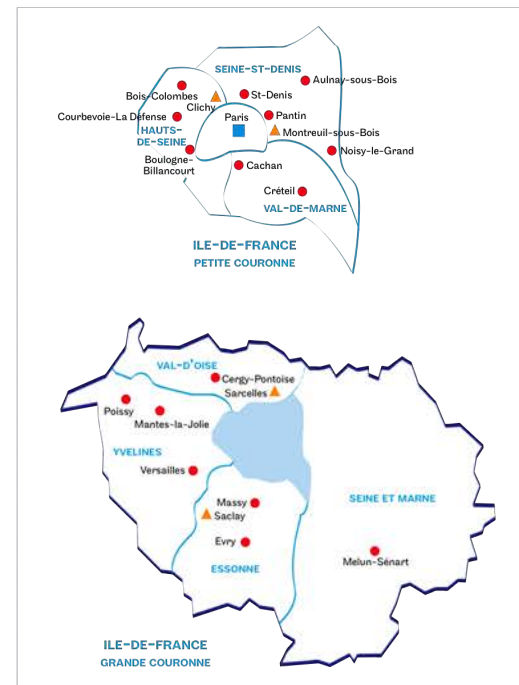 SEINE-ST-DENIS
Aulnay-sous-Bois
Bois-Colombes
St-Denis
Clichy
Courbevoie-La Défense
Paris
Pantin
HAUTS-
DE-SEINE
Montreuil-sous-Bois
Noisy-le-Grand
Boulogne-
Billancourt
Cachan
Créteil
VAL-DE-MARNE
ILE-DE-FRANCE
PETITE COURONNE
VAL-D'OISE
Cergy-Pontoise
Sarcelles
Poissy
Mantes-la-Jolie
YVELINES
Versailles
SEINE ET MARNE
Massy
Saclay
Evry
Melun-Sénart
ESSONNE
ILE-DE-FRANCE
GRANDE COURONNE